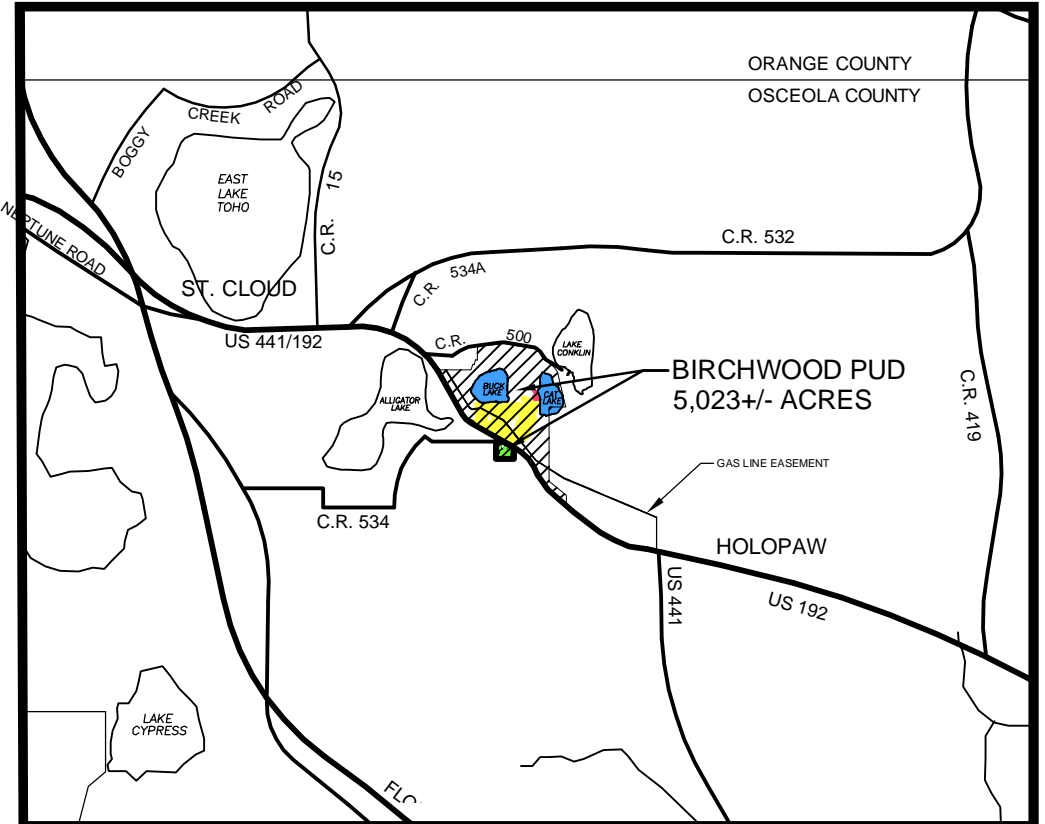 ORANGE COUNTY
OSCEOLA COUNTY
BOGGY
CREEK
ROAD
EAST
LAKE
TOHO
C.R. 15
NEPTUNE ROAD
ST. CLOUD
US 441/192
C.R. 534A
C.R. 532
C.R. 500
LAKE
CONKLIN
BUCK
LAKE
CAT
LAKE
ALLIGATOR
LAKE
BIRCHWOOD PUD
5,023+/- ACRES
C.R. 419
GAS LINE EASEMENT
C.R. 534
HOLOPAW
US 441
US 192
LAKE
CYPRESS